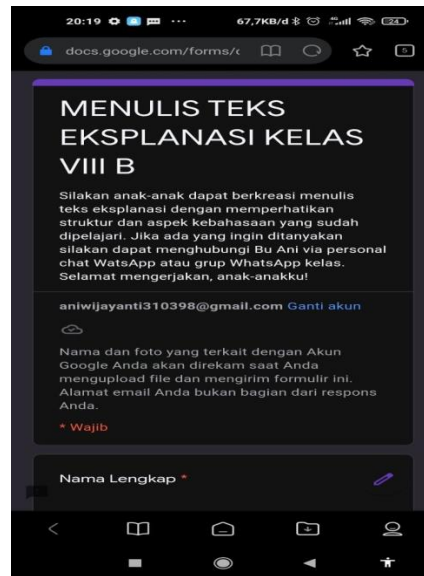 20:19 ... 67,7KB/d 24
docs.google.com/forms/ 5
MENULIS TEKS
EKSPLANASI KELAS
VIII B
Silakan anak-anak dapat berkreasi menulis
teks eksplanasi dengan memperhatikan
struktur dan aspek kebahasaan yang sudah
dipelajari. Jika ada yang ingin ditanyakan
silakan dapat menghubungi Bu Ani via personal
chat WatsApp atau grup WhatsApp kelas.
Selamat mengerjakan, anak-anakku!
aniwijayanti310398@gmail.com Ganti akun
Nama dan foto yang terkait dengan Akun
Google Anda akan direkam saat Anda
mengupload file dan mengirim formulir ini.
Alamat email Anda bukan bagian dari respons
Anda.
* Wajib
Nama Lengkap *